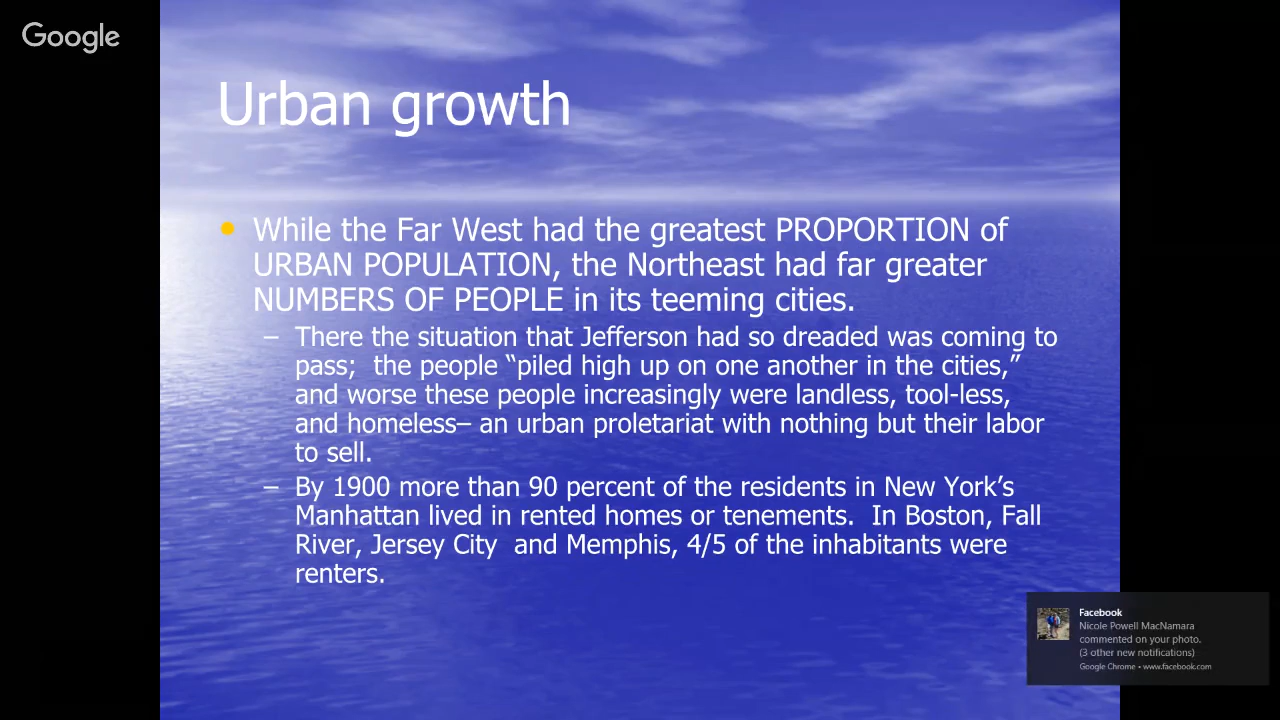 Google
Urban growth
While the Far West had the greatest PROPORTION of
URBAN POPULATION, the Northeast had far greater
NUMBERS OF PEOPLE in its teeming cities.
– There the situation that Jefferson had so dreaded was coming to
pass;  the people “piled high up on one another in the cities,”
and worse these people increasingly were landless, tool-less,
and homeless– an urban proletariat with nothing but their labor
to sell.
– By 1900 more than 90 percent of the residents in New York’s
Manhattan lived in rented homes or tenements.  In Boston, Fall
River, Jersey City  and Memphis, 4/5 of the inhabitants were
renters.
Facebook
Nicole Powell MacNamara
commented on your photo.
(3 other new notifications)
Google Chrome • www.facebook.com